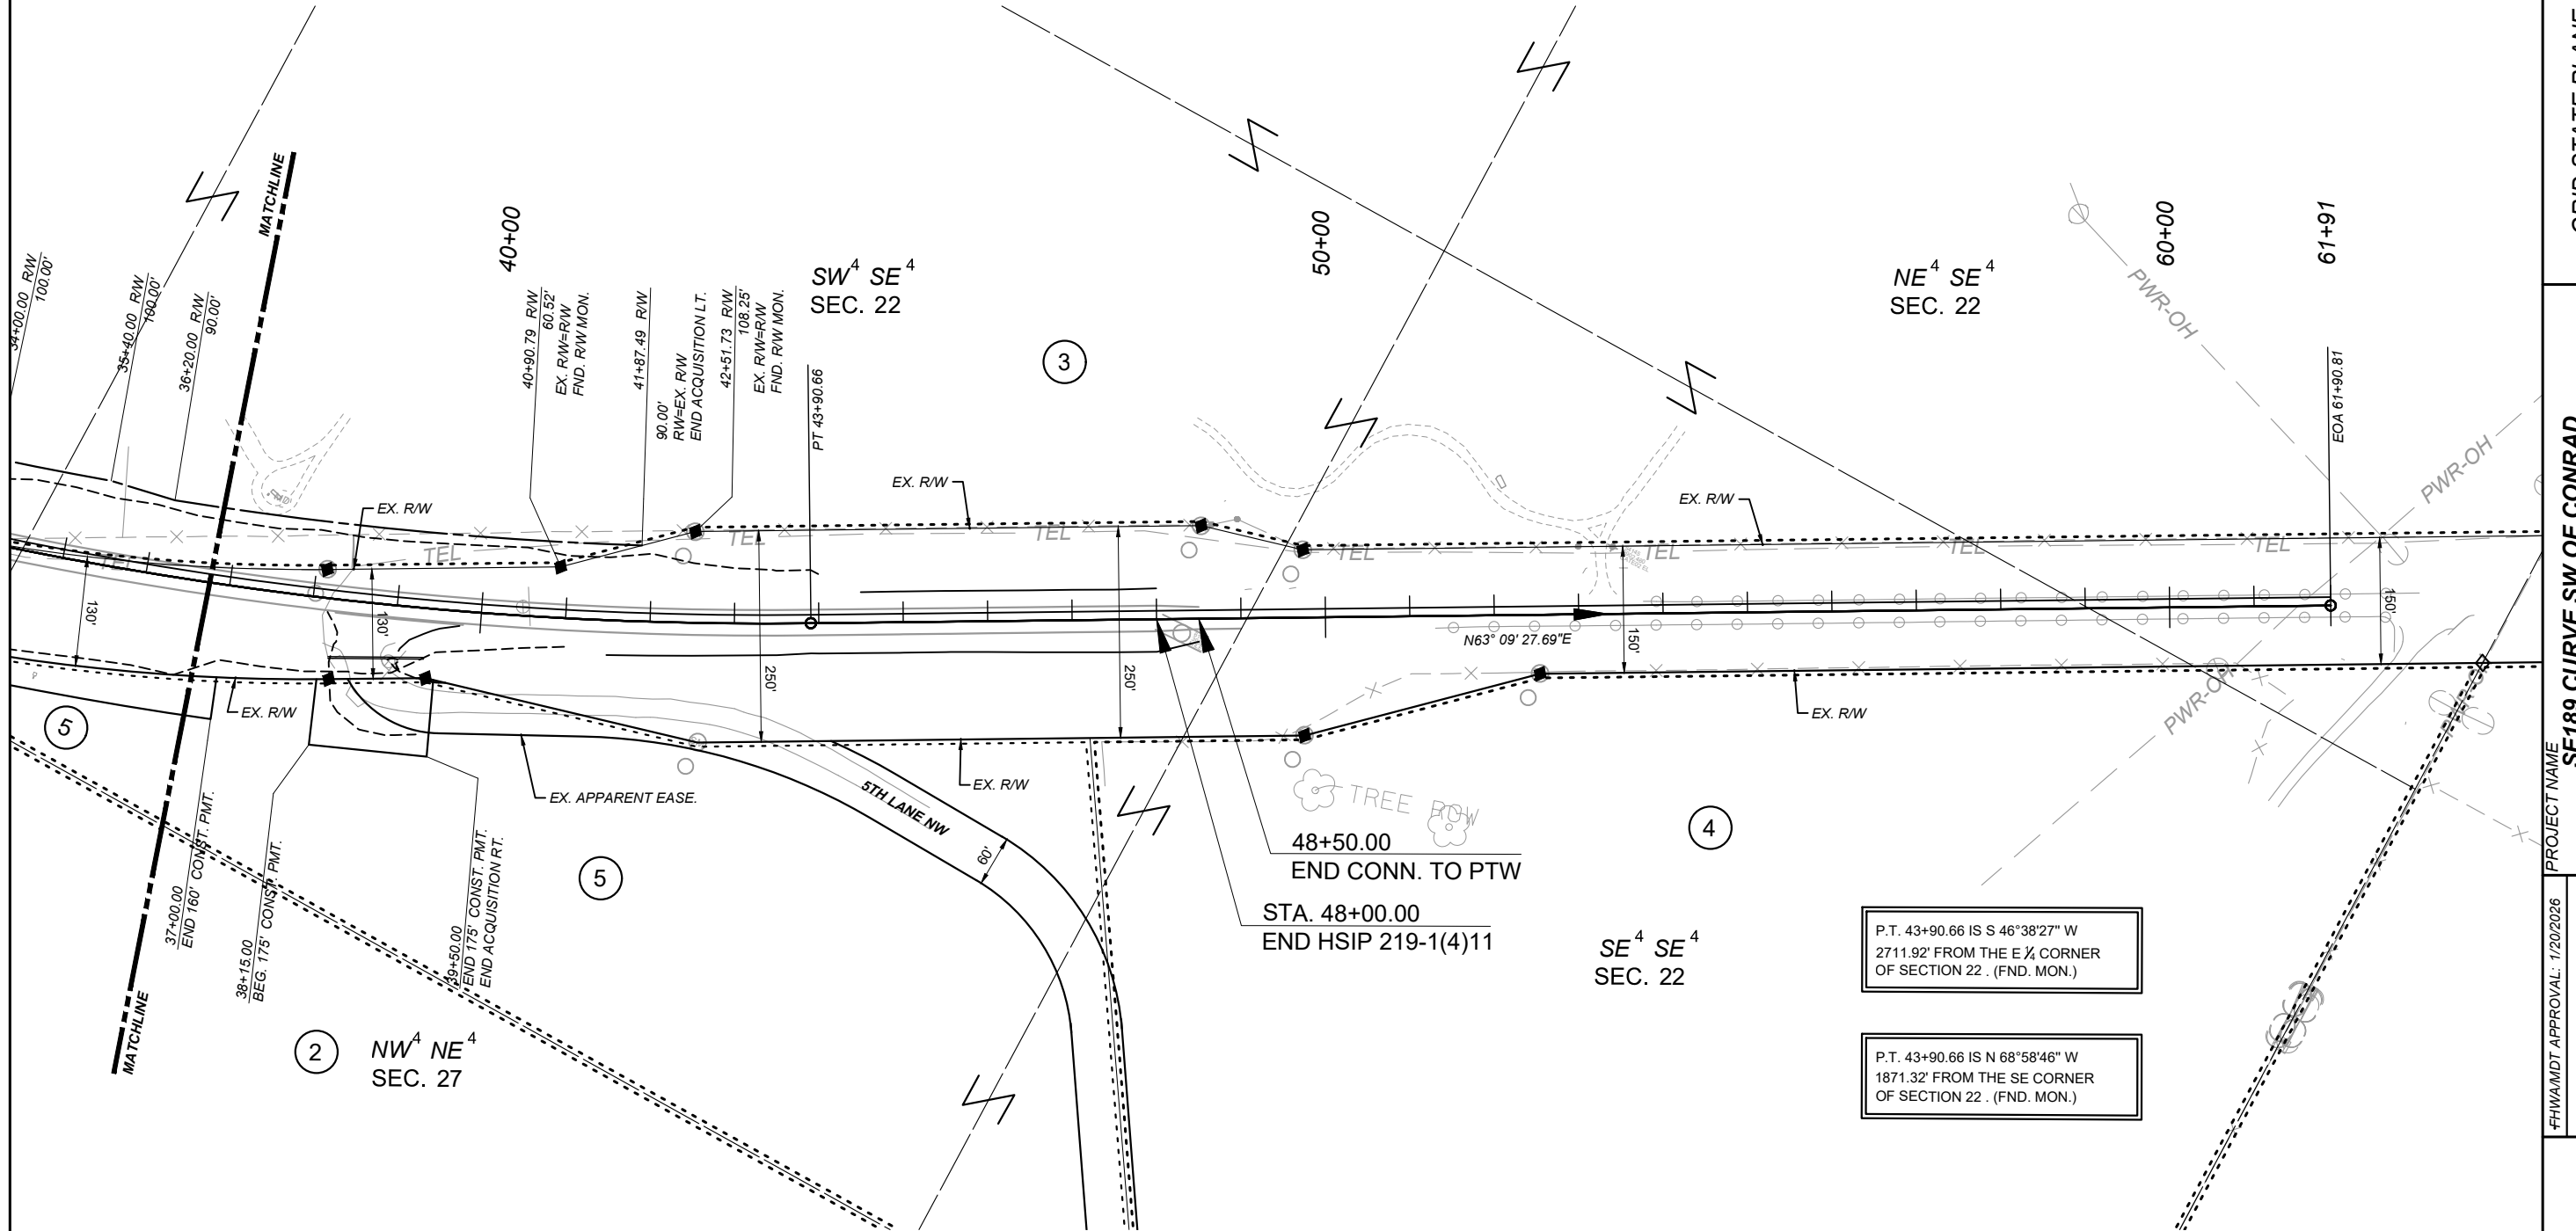 MATCHLINE
34+00.00 R/W
100.00'
35+40.00 R/W
100.00'
36+20.00 R/W
90.00'
40+00
40+90.79 R/W
60.52'
EX. R/W=R/W
FND. R/W MON.
41+87.49 R/W
90.00'
RW=EX. R/W
END ACQUISITION LT.
42+51.73 R/W
108.25'
EX. R/W=R/W
FND. R/W MON.
PT 43+90.66
SW4 SE4
SEC. 22
3
50+00
NE4 SE4
SEC. 22
60+00
61+91
EOA 61+90.81
PWR-OH
PWR-OH
PWR-OH
EX. R/W
EX. R/W
EX. R/W
TEL
TEL
TEL
TEL
TEL
TEL
TEL
TEL
130'
130'
250'
250'
150'
150'
N63° 09' 27.69"E
EX. R/W
EX. R/W
EX. R/W
EX. APPARENT EASE.
5TH LANE NW
60'
5
5
4
2
TREE ROW
48+50.00
END CONN. TO PTW
STA. 48+00.00
END HSIP 219-1(4)11
37+00.00
END 160' CONST. PMT.
38+15.00
BEG. 175' CONST. PMT.
39+50.00
END 175' CONST. PMT.
END ACQUISITION RT.
MATCHLINE
NW4 NE4
SEC. 27
SE4 SE4
SEC. 22
P.T. 43+90.66 IS S 46°38'27" W
2711.92' FROM THE E ¼ CORNER
OF SECTION 22 . (FND. MON.)
P.T. 43+90.66 IS N 68°58'46" W
1871.32' FROM THE SE CORNER
OF SECTION 22 . (FND. MON.)
GRID STATE PLANE
PROJECT NAME
SF189 CURVE SW OF CONRAD
FHWA/MDT APPROVAL: 1/20/2026